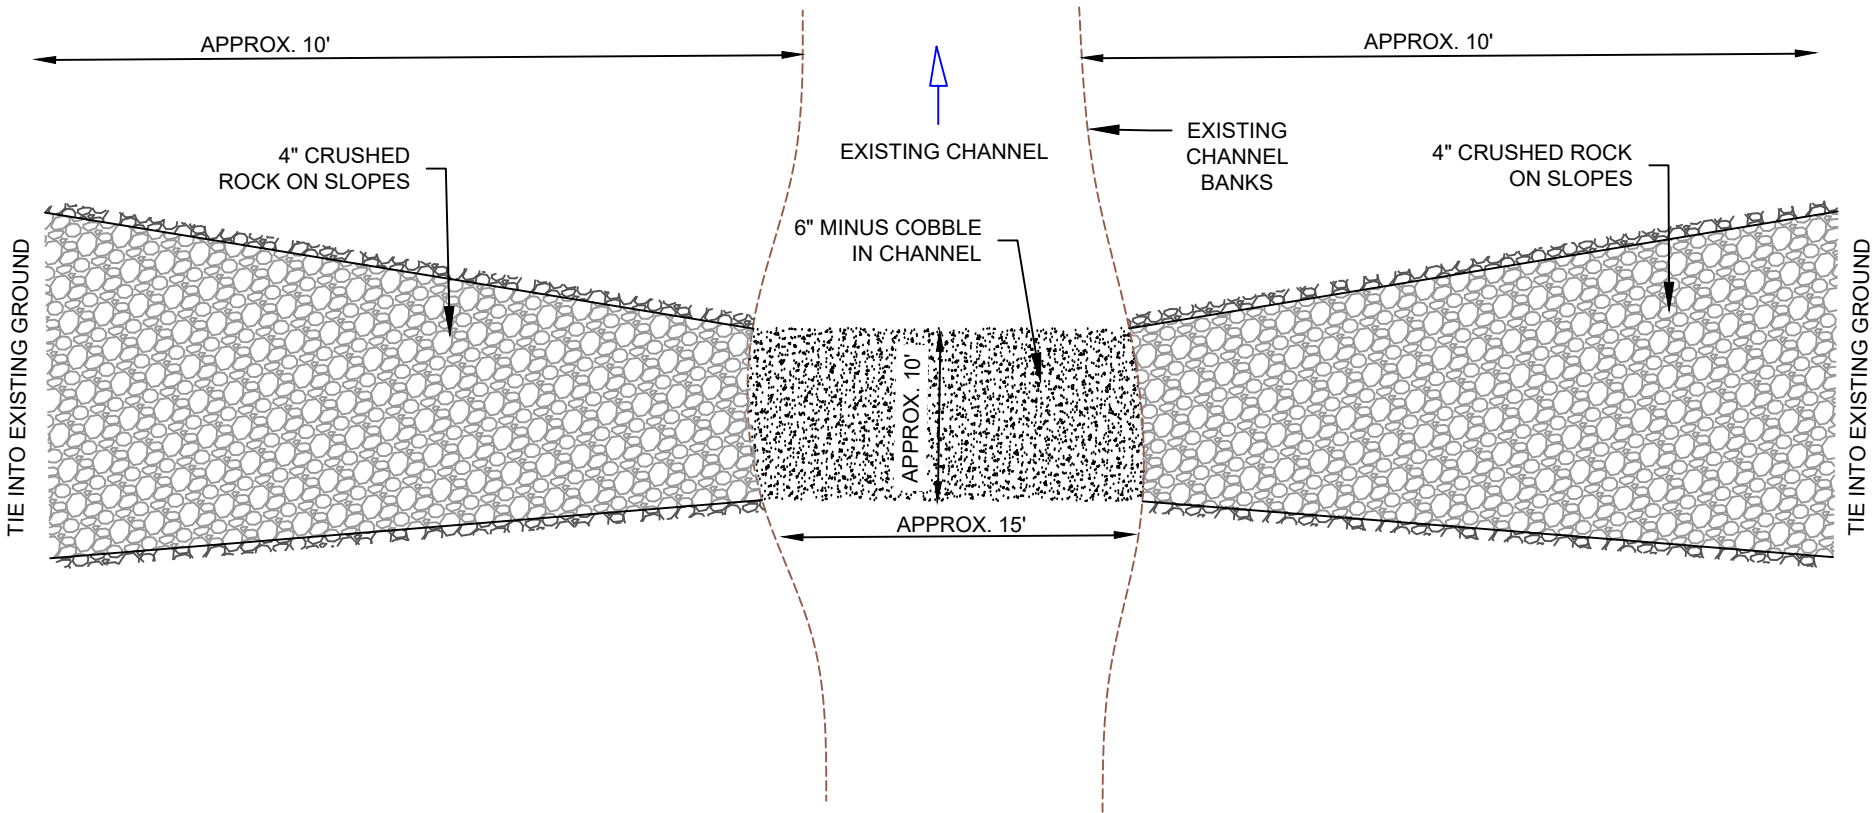 APPROX. 10'
APPROX. 10'
EXISTING CHANNEL
EXISTING
CHANNEL
BANKS
4" CRUSHED
ROCK ON SLOPES
4" CRUSHED ROCK
ON SLOPES
6" MINUS COBBLE
IN CHANNEL
TIE INTO EXISTING GROUND
APPROX. 10'
TIE INTO EXISTING GROUND
APPROX. 15'